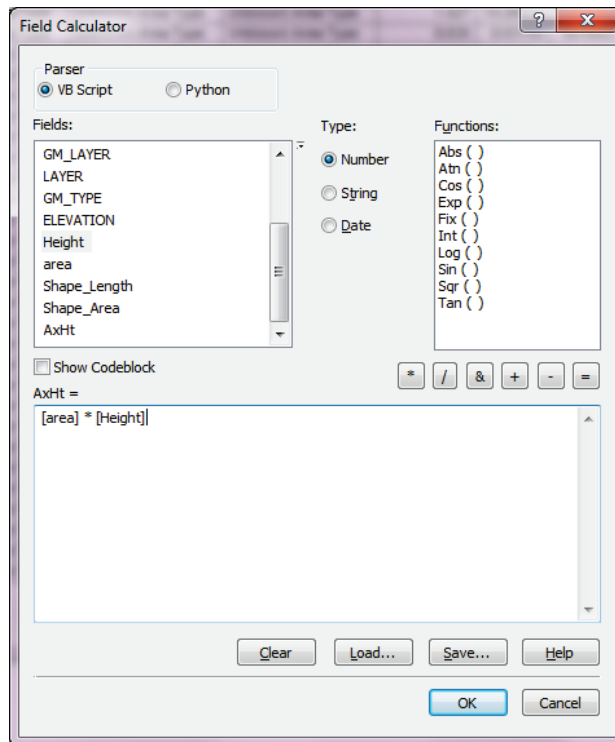 Field Calculator
Parser
VB Script Python
Fields:
GM_LAYER
LAYER
GM_TYPE
ELEVATION
Height
area
Shape_Length
Shape_Area
AxHt
Type:
Number
String
Date
Functions:
Abs ( )
Atn ( )
Cos ( )
Exp ( )
Fix ( )
Int ( )
Log ( )
Sin ( )
Sqr ( )
Tan ( )
Show Codeblock
* / & + - =
AxHt =
[area] * [Height]
Clear Load... Save... Help
OK Cancel